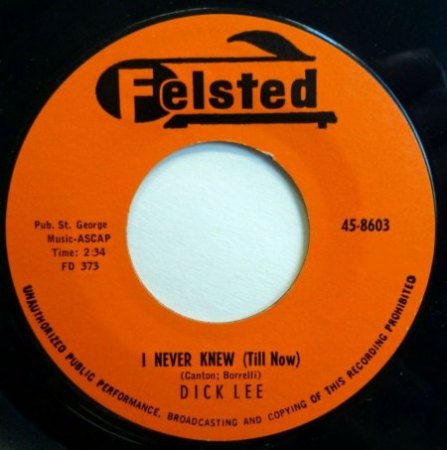 Felsted
Pub. St. George
Music-ASCAP
Time: 2:34
FD 373
45-8603
I NEVER KNEW (Till Now)
(Canton; Borrelli)
DICK LEE
UNAUTHORIZED PUBLIC PERFORMANCE, BROADCASTING AND COPYING OF THIS RECORDING PROHIBITED